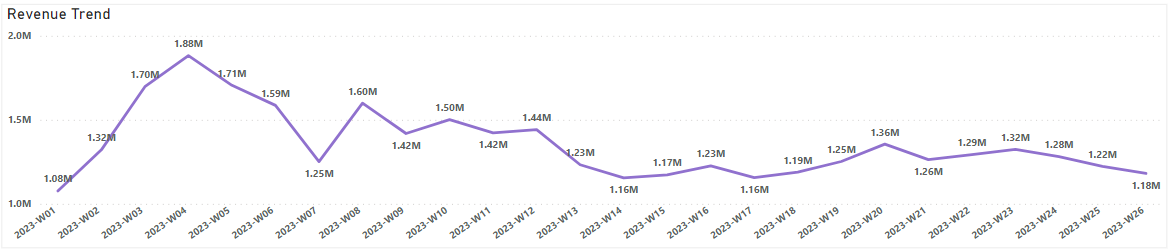 Revenue Trend
2.0M
1.5M
1.0M
1.08M
1.32M
1.70M
1.88M
1.71M
1.59M
1.25M
1.60M
1.42M
1.50M
1.42M
1.44M
1.23M
1.16M
1.17M
1.23M
1.16M
1.19M
1.25M
1.36M
1.26M
1.29M
1.32M
1.28M
1.22M
1.18M
2023-W01
2023-W02
2023-W03
2023-W04
2023-W05
2023-W06
2023-W07
2023-W08
2023-W09
2023-W10
2023-W11
2023-W12
2023-W13
2023-W14
2023-W15
2023-W16
2023-W17
2023-W18
2023-W19
2023-W20
2023-W21
2023-W22
2023-W23
2023-W24
2023-W25
2023-W26